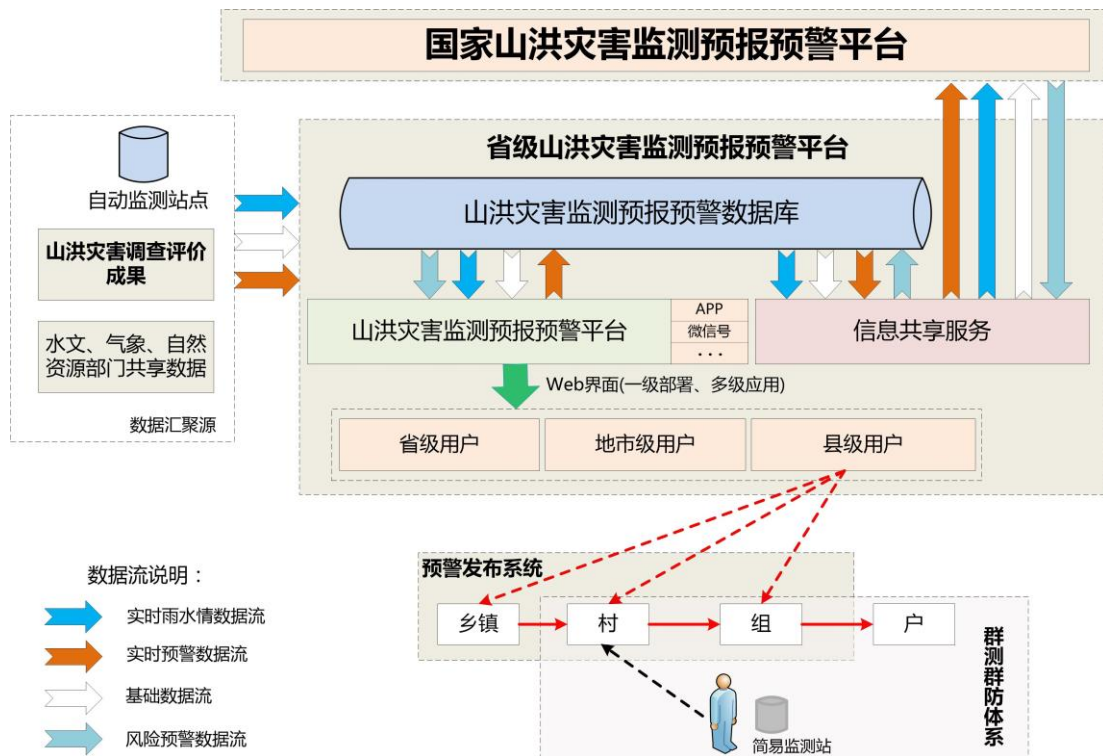 国家山洪灾害监测预报预警平台
省级山洪灾害监测预报预警平台
自动监测站点
山洪灾害调查评价
成果
水文、气象、自然
资源部门共享数据
数据汇聚源
山洪灾害监测预报预警数据库
山洪灾害监测预报预警平台
APP
微信号
...
信息共享服务
Web界面(一级部署、多级应用)
省级用户
地市级用户
县级用户
预警发布系统
乡镇
村
组
户
群测群防体系
简易监测站
数据流说明：
实时雨水情数据流
实时预警数据流
基础数据流
风险预警数据流